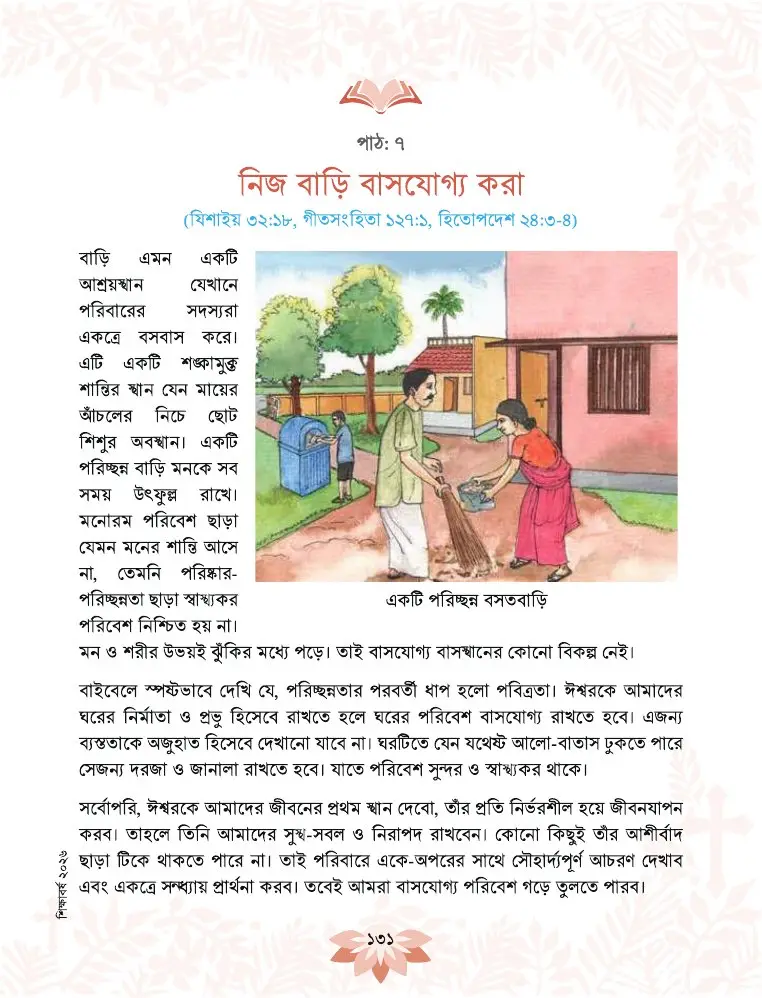 পাঠ: ৭
নিজ বাড়ি বাসযোগ্য করা
(যিশাইয় ৩২:১৮, গীতসংহিতা ১২৭:১, হিতোপদেশ ২৪:৩-৪)
বাড়ি এমন একটি
আশ্রয়স্থান যেখানে
পরিবারের সদস্যরা
একত্রে বসবাস করে।
এটি একটি শঙ্কামুক্ত
শান্তির স্থান যেন মায়ের
আঁচলের নিচে ছোট
শিশুর অবস্থান। একটি
পরিচ্ছন্ন বাড়ি মনকে সব
সময় উৎফুল্ল রাখে।
মনোরম পরিবেশ ছাড়া
যেমন মনের শান্তি আসে
না, তেমনি পরিষ্কার-
পরিচ্ছন্নতা ছাড়া স্বাস্থ্যকর
পরিবেশ নিশ্চিত হয় না।
একটি পরিচ্ছন্ন বসতবাড়ি
মন ও শরীর উভয়ই ঝুঁকির মধ্যে পড়ে। তাই বাসযোগ্য বাসস্থানের কোনো বিকল্প নেই।
বাইবেলে স্পষ্টভাবে দেখি যে, পরিচ্ছন্নতার পরবর্তী ধাপ হলো পবিত্রতা। ঈশ্বরকে আমাদের
ঘরের নির্মাতা ও প্রভু হিসেবে রাখতে হলে ঘরের পরিবেশ বাসযোগ্য রাখতে হবে। এজন্য
ব্যস্ততাকে অজুহাত হিসেবে দেখানো যাবে না। ঘরটিতে যেন যথেষ্ট আলো-বাতাস ঢুকতে পারে
সেজন্য দরজা ও জানালা রাখতে হবে। যাতে পরিবেশ সুন্দর ও স্বাস্থ্যকর থাকে।
সর্বোপরি, ঈশ্বরকে আমাদের জীবনের প্রথম স্থান দেবো, তাঁর প্রতি নির্ভরশীল হয়ে জীবনযাপন
করব। তাহলে তিনি আমাদের সুস্থ-সবল ও নিরাপদ রাখবেন। কোনো কিছুই তাঁর আশীর্বাদ
ছাড়া টিকে থাকতে পারে না। তাই পরিবারে একে-অপরের সাথে সৌহার্দ্যপূর্ণ আচরণ দেখাব
এবং একত্রে সন্ধ্যায় প্রার্থনা করব। তবেই আমরা বাসযোগ্য পরিবেশ গড়ে তুলতে পারব।
শিক্ষাবর্ষ ২০২৬
১৩১